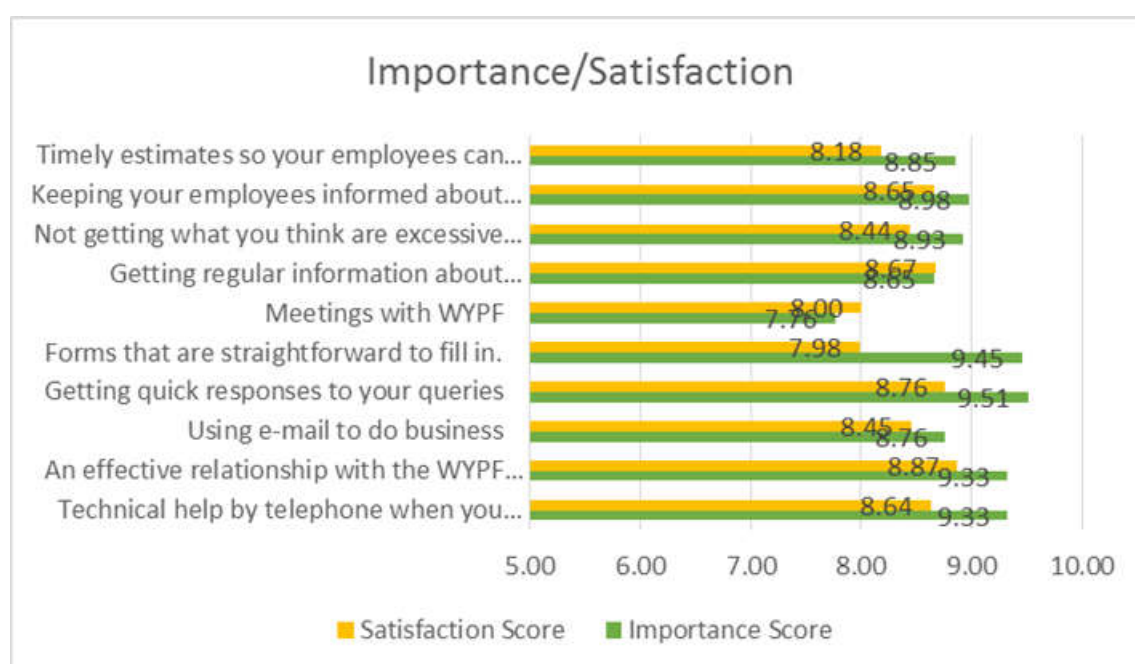 Importance/Satisfaction
Timely estimates so your employees can...
8.18
8.85
Keeping your employees informed about...
8.65
8.98
Not getting what you think are excessive...
8.44
8.93
Getting regular information about...
8.67
8.65
Meetings with WYPF
8.00
7.76
Forms that are straightforward to fill in.
7.98
9.45
Getting quick responses to your queries
8.76
9.51
Using e-mail to do business
8.45
8.76
An effective relationship with the WYPF...
8.87
9.33
Technical help by telephone when you...
8.64
9.33
5.00 6.00 7.00 8.00 9.00 10.00
Satisfaction Score Importance Score